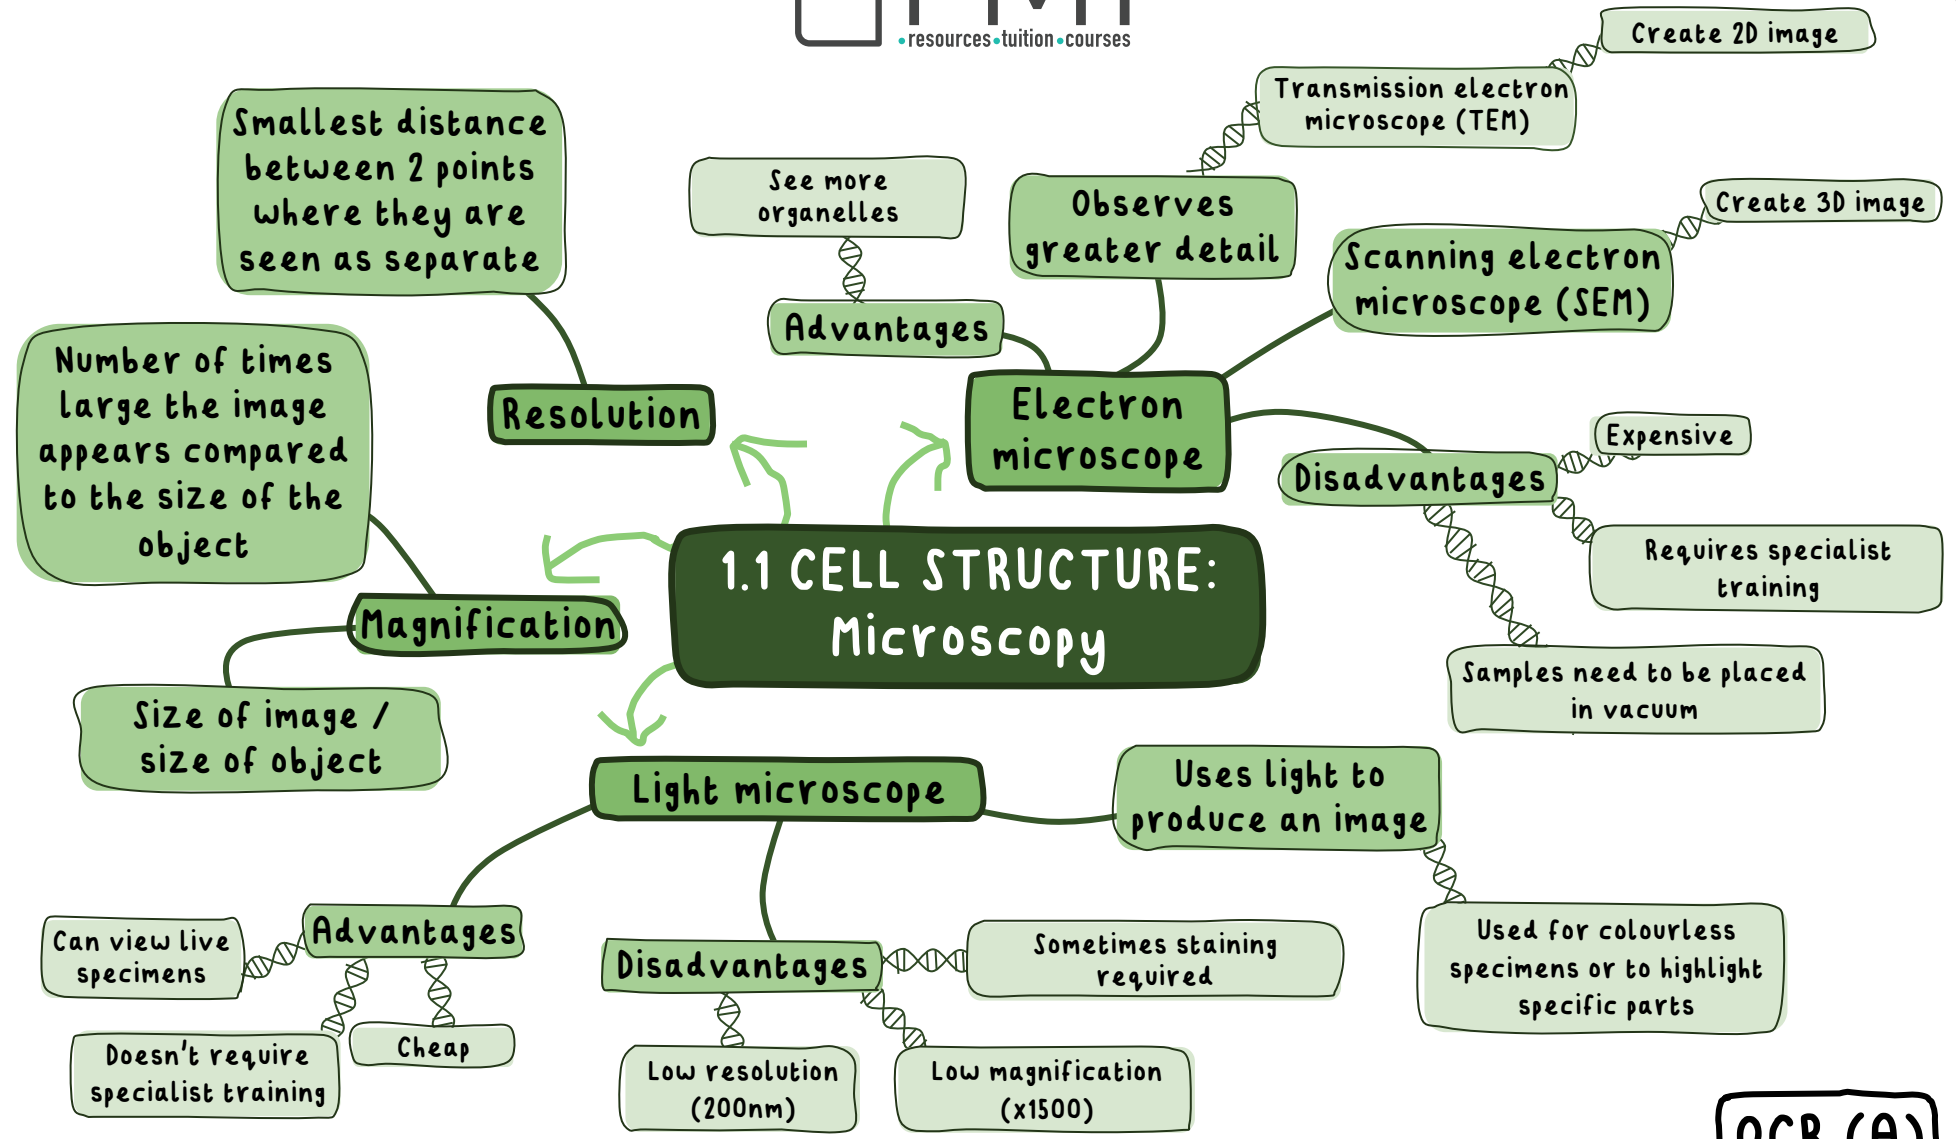 •resources•tuition•courses
Create 2D image
Transmission electron
microscope (TEM)
Smallest distance
between 2 points
where they are
seen as separate
See more
organelles
Observes
greater detail
Create 3D image
Scanning electron
microscope (SEM)
Advantages
Number of times
large the image
appears compared
to the size of the
object
Resolution
Electron
microscope
Expensive
Disadvantages
Requires specialist
training
1.1 CELL STRUCTURE:
Microscopy
Magnification
Samples need to be placed
in vacuum
Size of image /
size of object
Light microscope
Uses light to
produce an image
Advantages
Can view live
specimens
Disadvantages
Sometimes staining
required
Used for colourless
specimens or to highlight
specific parts
Doesn't require
specialist training
Cheap
Low resolution
(200nm)
Low magnification
(x1500)
OCR (A)